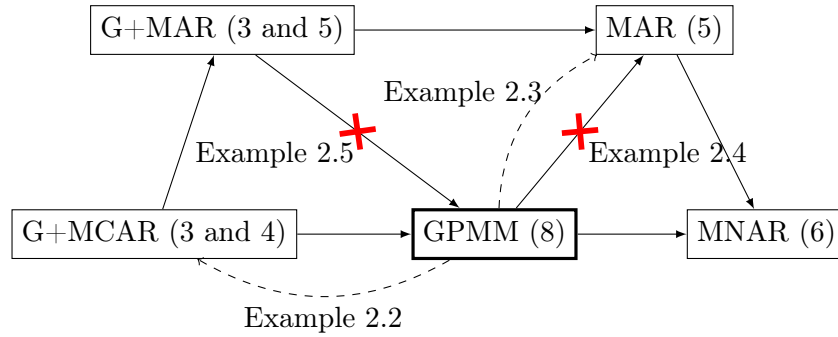 G+MAR (3 and 5)
MAR (5)
Example 2.3
Example 2.5
Example 2.4
G+MCAR (3 and 4)
GPMM (8)
MNAR (6)
Example 2.2